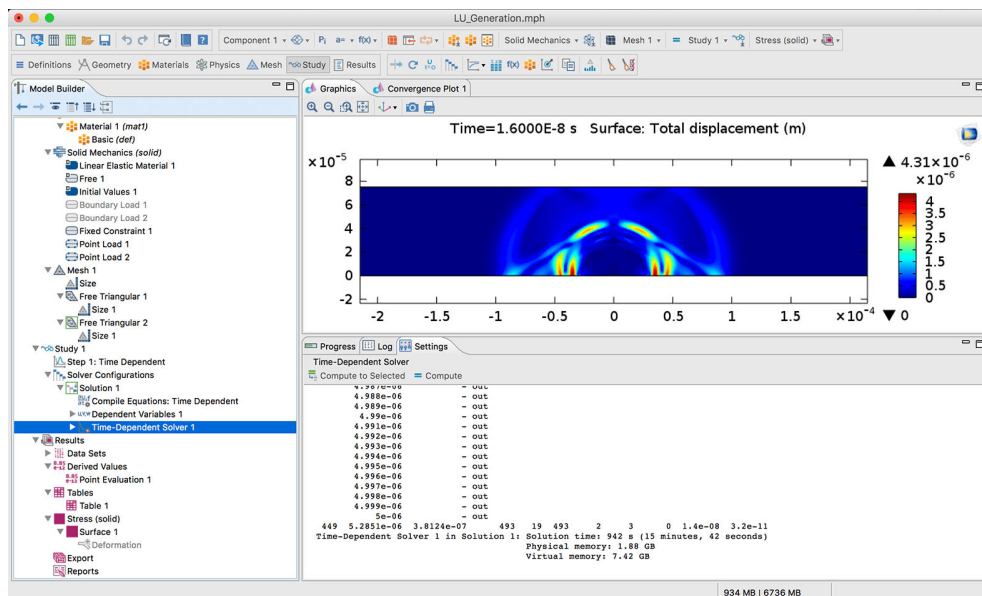 LU_Generation.mph
Component 1
Pi
a=
f(x)
Solid Mechanics
Mesh 1
=
Study 1
Stress (solid)
Definitions
Geometry
Materials
Physics
Mesh
Study
Results
f(x)
Model Builder
Material 1 (mat1)
Basic (def)
Solid Mechanics (solid)
Linear Elastic Material 1
Free 1
Initial Values 1
Boundary Load 1
Boundary Load 2
Fixed Constraint 1
Point Load 1
Point Load 2
Mesh 1
Size
Free Triangular 1
Size 1
Free Triangular 2
Size 1
Study 1
Step 1: Time Dependent
Solver Configurations
Solution 1
Compile Equations: Time Dependent
Dependent Variables 1
Time-Dependent Solver 1
Results
Data Sets
Derived Values
Point Evaluation 1
Tables
Table 1
Stress (solid)
Surface 1
Deformation
Export
Reports
Graphics
Convergence Plot 1
Time=1.6000E-8 s Surface: Total displacement (m)
×10⁻⁵
8
6
4
2
0
-2
-2
-1.5
-1
-0.5
0
0.5
1
1.5
×10⁻⁴
▲ 4.31×10⁻⁶
×10⁻⁶
4
3.5
3
2.5
2
1.5
1
0.5
0
▼ 0
Progress
Log
Settings
Time-Dependent Solver
Compute to Selected = Compute
4.987e-06 - out
4.988e-06 - out
4.989e-06 - out
4.99e-06 - out
4.991e-06 - out
4.992e-06 - out
4.993e-06 - out
4.994e-06 - out
4.995e-06 - out
4.996e-06 - out
4.997e-06 - out
4.998e-06 - out
4.999e-06 - out
5e-06 - out
449 5.2851e-06 3.8124e-07 493 19 493 2 3 0 1.4e-08 3.2e-11
Time-Dependent Solver 1 in Solution 1: Solution time: 942 s (15 minutes, 42 seconds)
Physical memory: 1.88 GB
Virtual memory: 7.42 GB
934 MB | 6736 MB